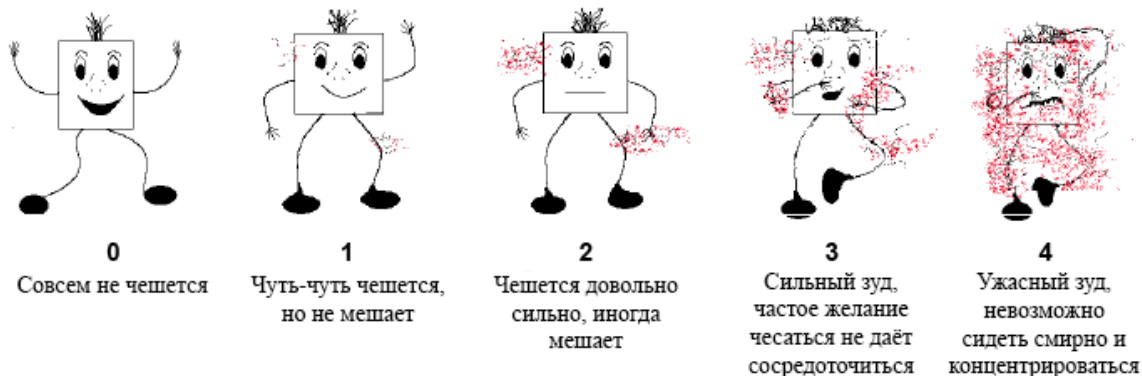 0
Совсем не чешется
1
Чуть-чуть чешется,
но не мешает
2
Чешется довольно
сильно, иногда
мешает
3
Сильный зуд,
частое желание
чесаться не даёт
сосредоточиться
4
Ужасный зуд,
невозможно
сидеть смирно и
концентрироваться